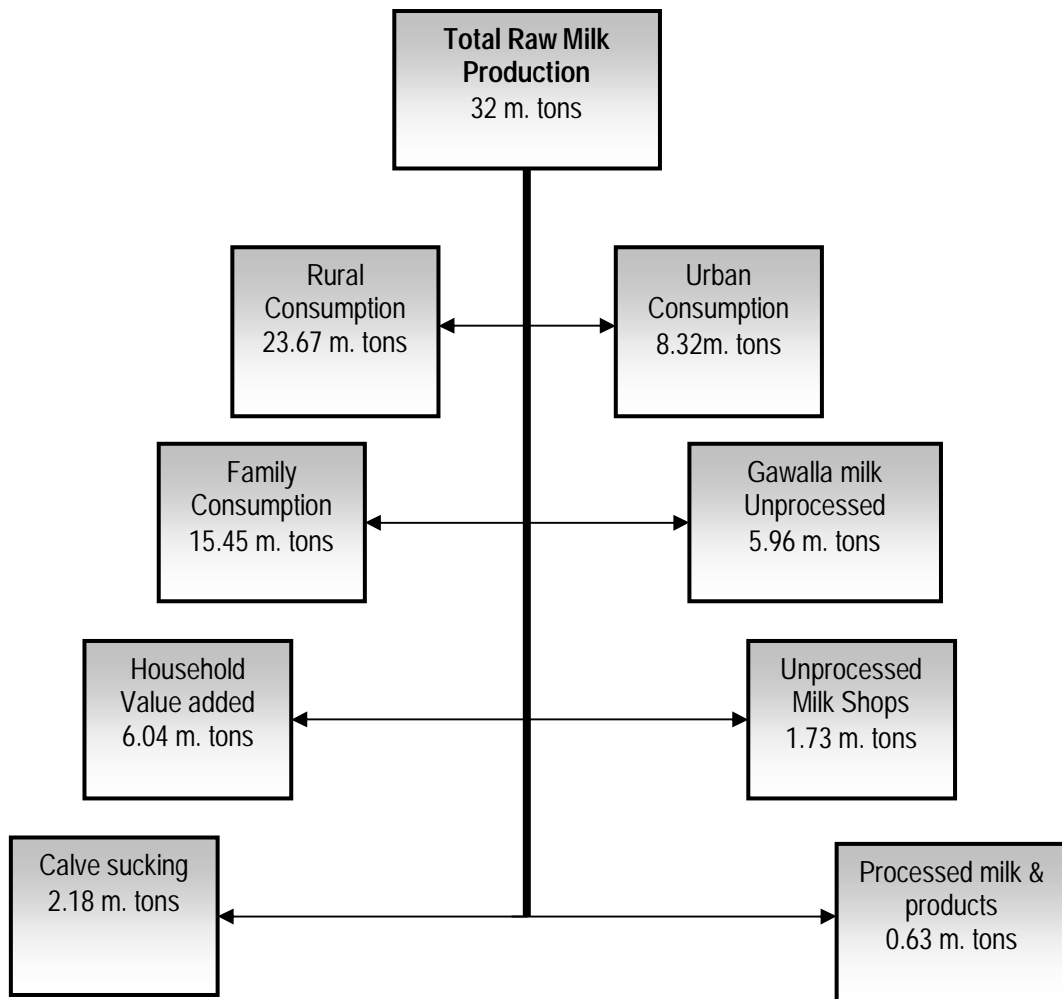 Total Raw Milk
Production
32 m. tons
Rural
Consumption
23.67 m. tons
Urban
Consumption
8.32m. tons
Family
Consumption
15.45 m. tons
Gawalla milk
Unprocessed
5.96 m. tons
Household
Value added
6.04 m. tons
Unprocessed
Milk Shops
1.73 m. tons
Calve sucking
2.18 m. tons
Processed milk &
products
0.63 m. tons